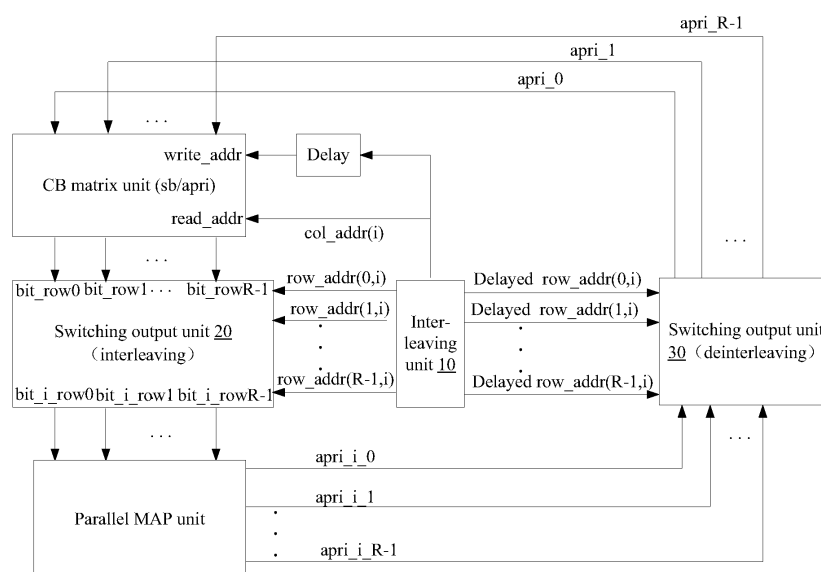 apri_R-1
apri_1
apri_0
. . .
write_addr
Delay
CB matrix unit (sb/apri)
read_addr
col_addr(i)
. . .
. . .
bit_row0 bit_row1 · · · bit_rowR-1
row_addr(0,i)
Delayed row_addr(0,i)
row_addr(1,i)
Delayed row_addr(1,i)
Switching output unit 20
（interleaving）
Inter-
leaving
unit 10
Switching output unit
30（deinterleaving）
row_addr(R-1,i)
Delayed row_addr(R-1,i)
bit_i_row0 bit_i_row1 bit_i_rowR-1
. . .
. . .
apri_i_0
apri_i_1
Parallel MAP unit
apri_i_R-1